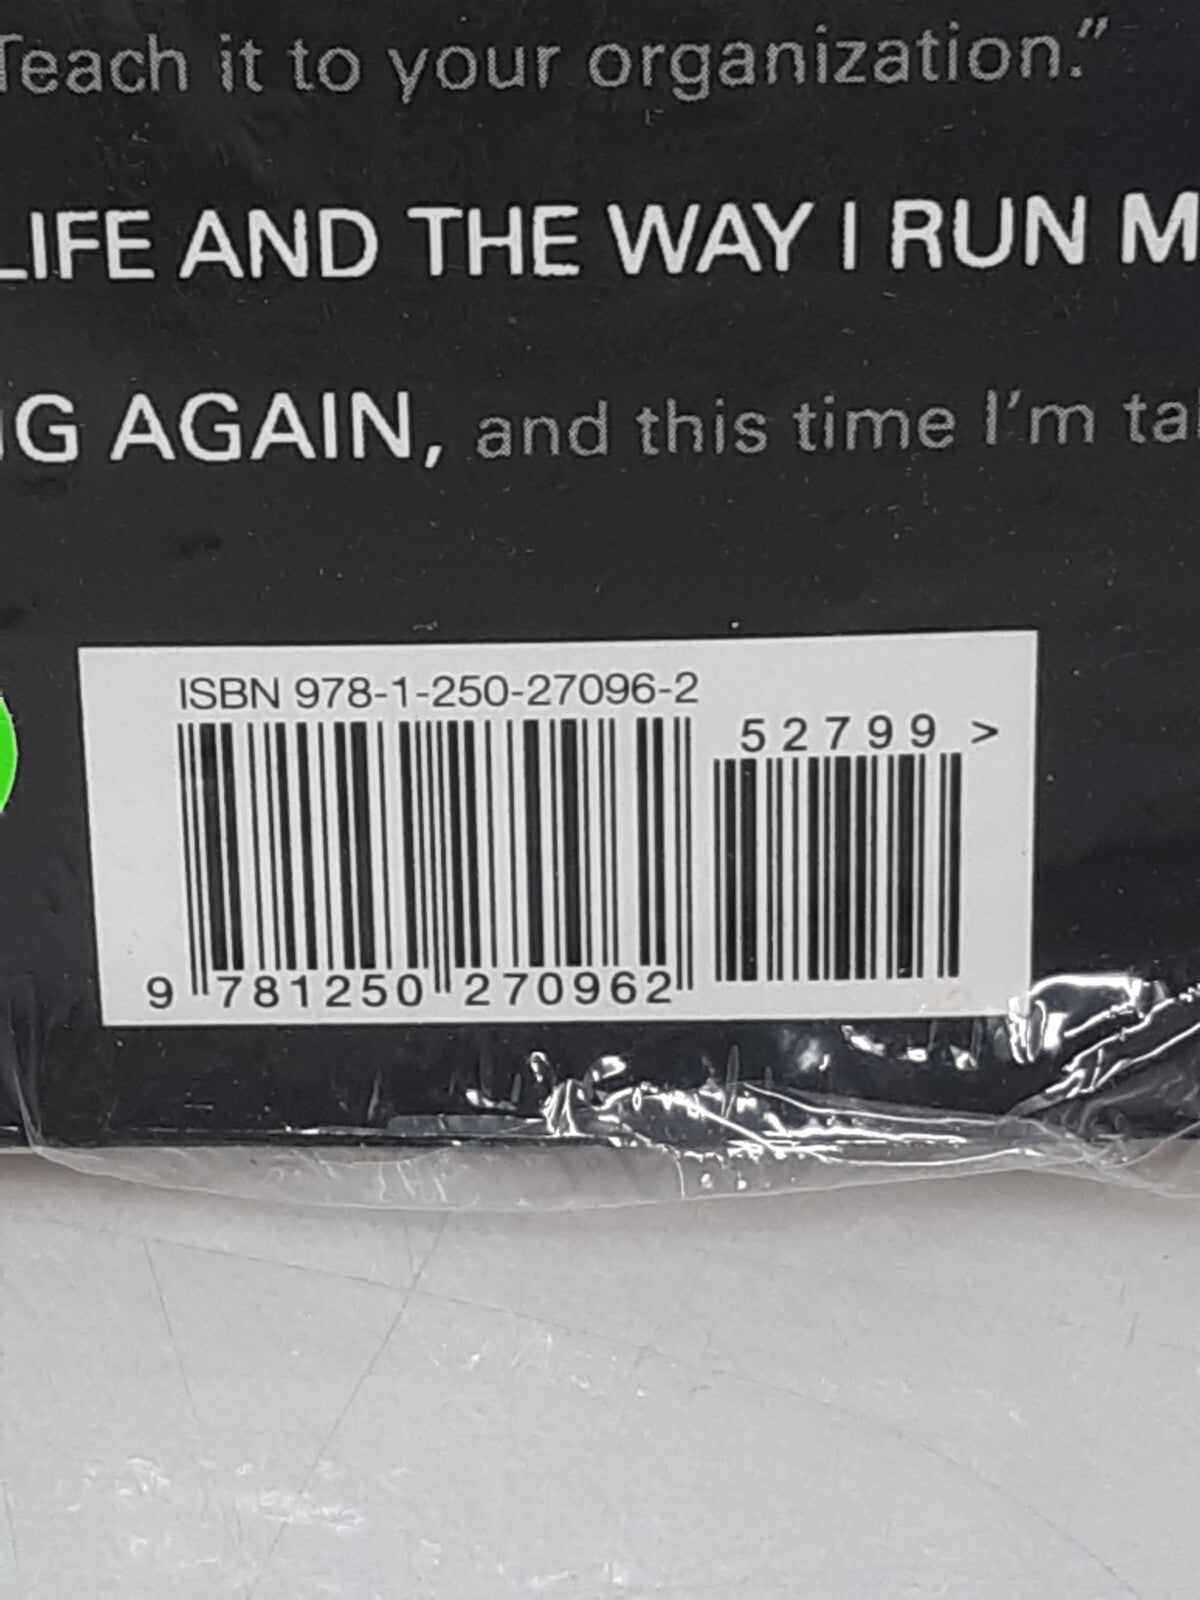 Teach it to your organization.”
LIFE AND THE WAY I RUN M
G AGAIN, and this time I’m ta
ISBN 978-1-250-27096-2
52799 >
9 781250 270962